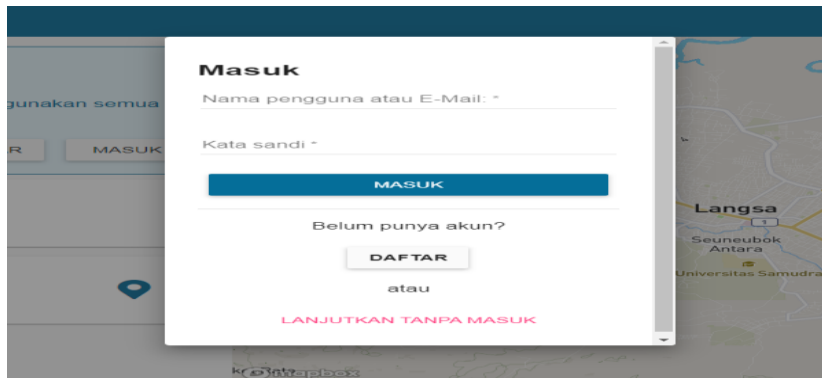 Masuk
Nama pengguna atau E-Mail: *
Kata sandi *
MASUK
Belum punya akun?
DAFTAR
atau
LANJUTKAN TANPA MASUK
gunakan semua
R
MASUK
Langsa
1
Seuneubok
Antara
Universitas Samudra
mapbox